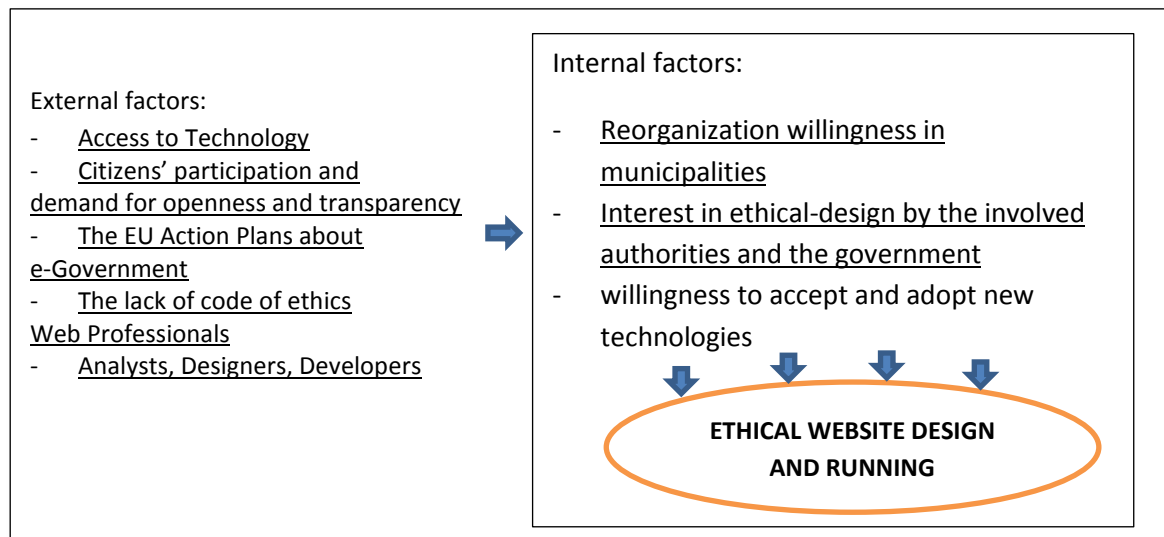 External factors:
- Access to Technology
- Citizens’ participation and
demand for openness and transparency
- The EU Action Plans about
e-Government
- The lack of code of ethics
Web Professionals
- Analysts, Designers, Developers
Internal factors:
- Reorganization willingness in
municipalities
- Interest in ethical-design by the involved
authorities and the government
- willingness to accept and adopt new
technologies
ETHICAL WEBSITE DESIGN
AND RUNNING